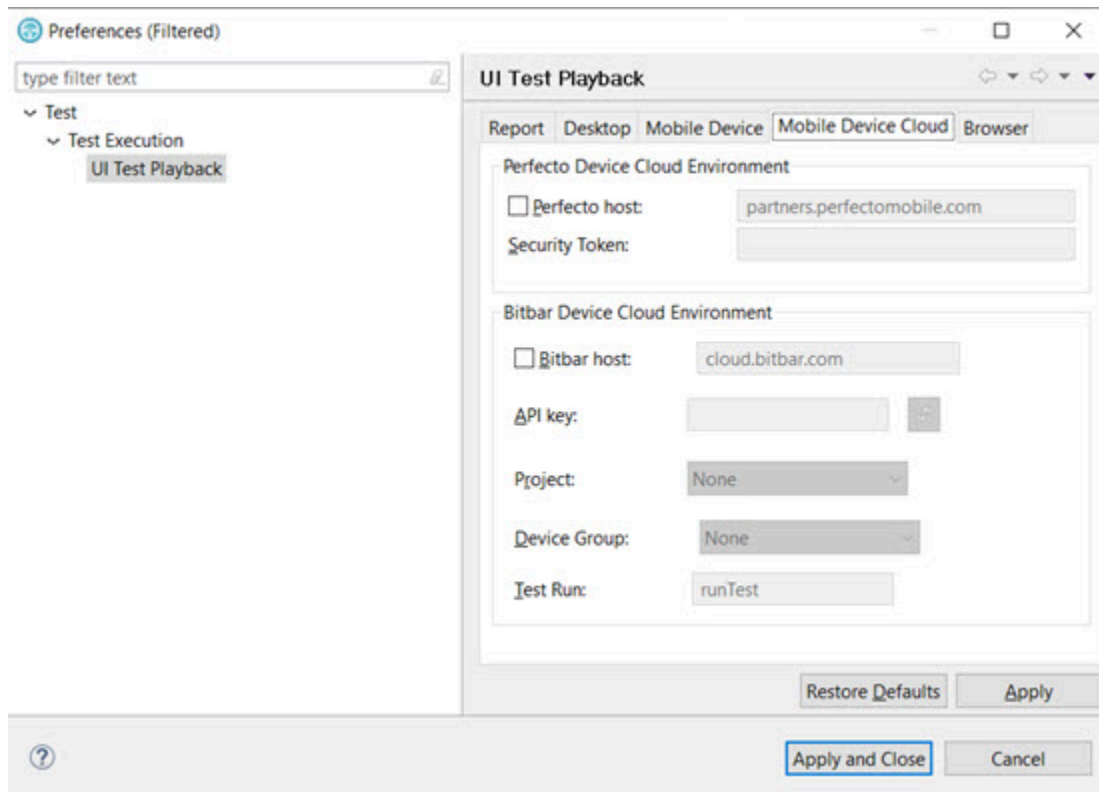 Preferences (Filtered)
type filter text
Test
Test Execution
UI Test Playback
UI Test Playback
Report Desktop Mobile Device Mobile Device Cloud Browser
Perfecto Device Cloud Environment
Perfecto host: partners.perfectomobile.com
Security Token:
Bitbar Device Cloud Environment
Bitbar host: cloud.bitbar.com
API key:
Project: None
Device Group: None
Test Run: runTest
Restore Defaults Apply
? Apply and Close Cancel